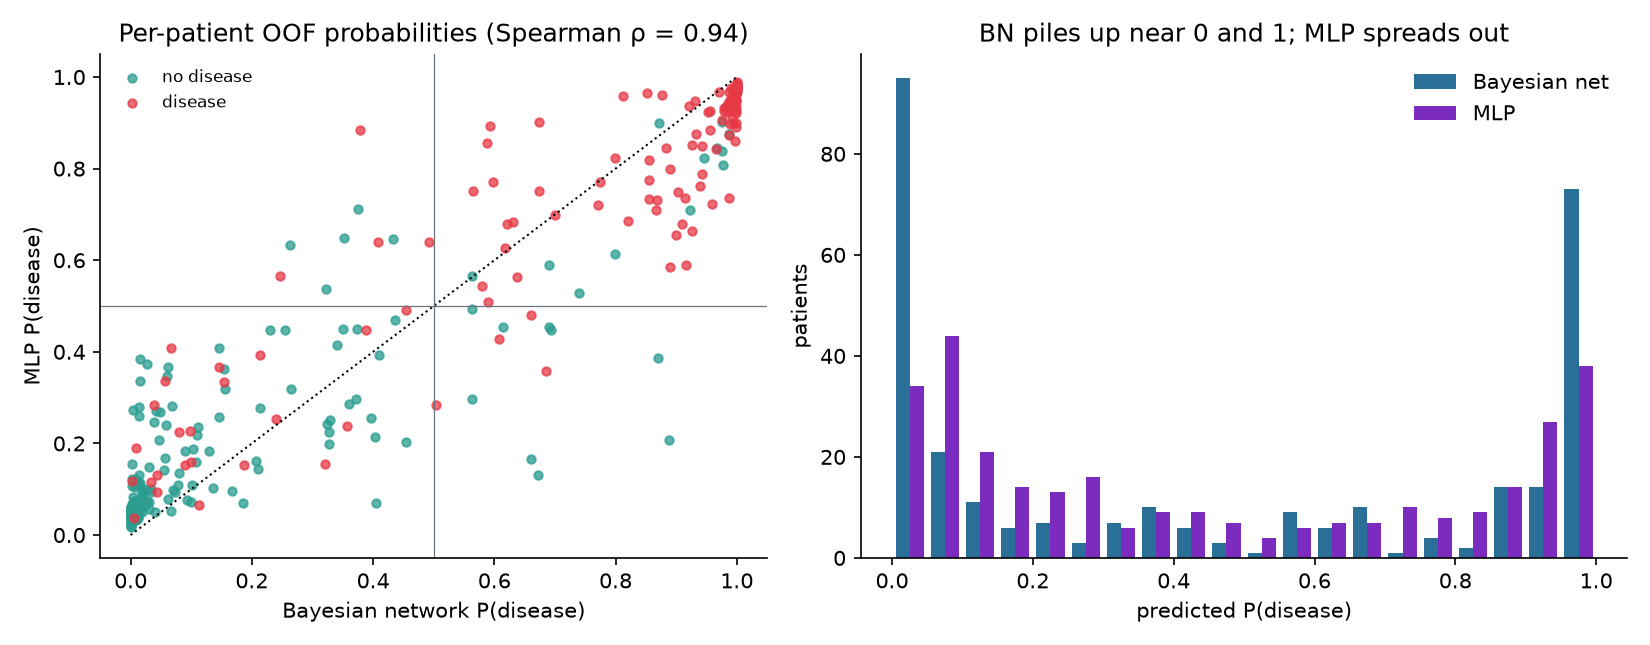 Per-patient OOF probabilities (Spearman ρ = 0.94)
no disease
disease
MLP P(disease)
1.0
0.8
0.6
0.4
0.2
0.0
0.0 0.2 0.4 0.6 0.8 1.0
Bayesian network P(disease)
BN piles up near 0 and 1; MLP spreads out
Bayesian net
MLP
patients
80
60
40
20
0
0.0 0.2 0.4 0.6 0.8 1.0
predicted P(disease)